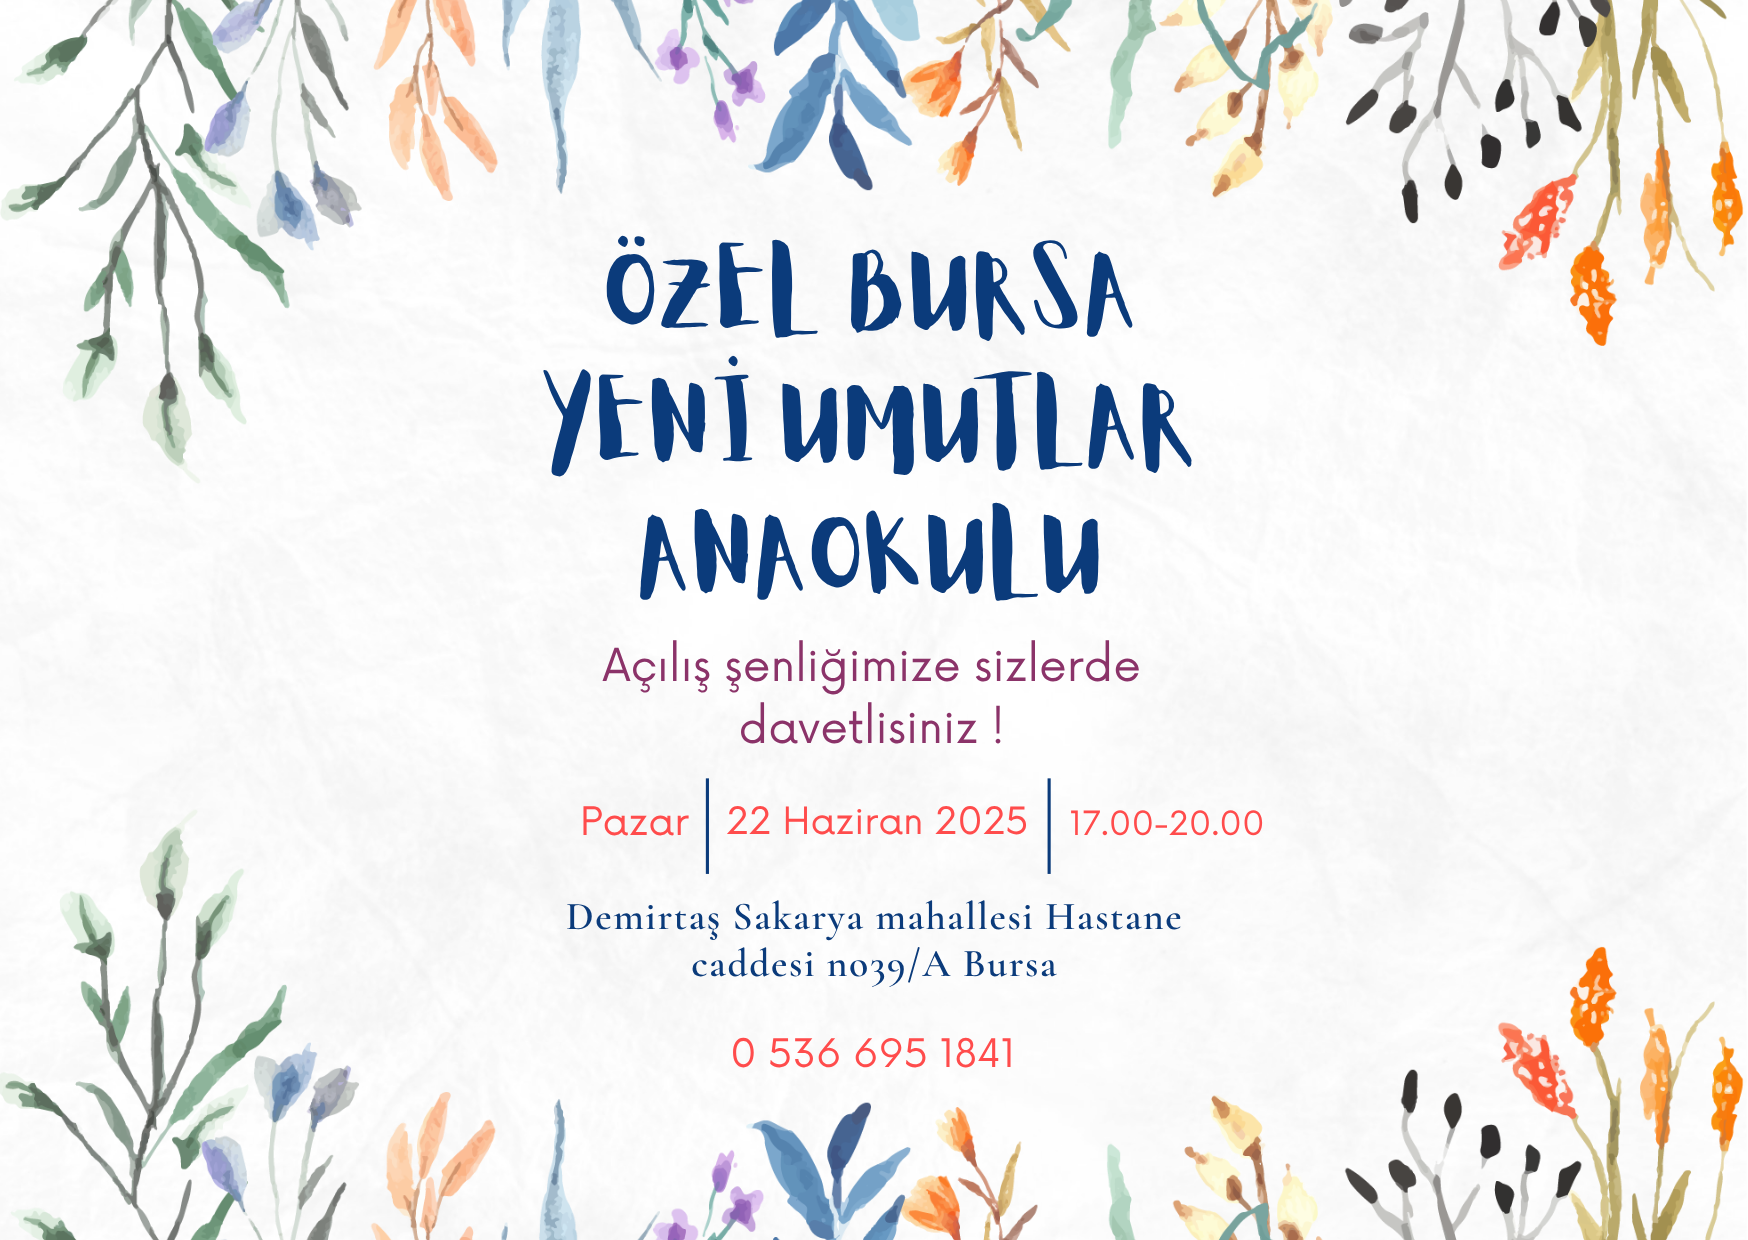 ÖZEL BURSA
YENİ UMUTLAR
ANAOKULU
Açılış şenliğimize sizlerde
davetlisiniz !
Pazar | 22 Haziran 2025 | 17.00-20.00
Demirtaş Sakarya mahallesi Hastane
caddesi no39/A Bursa
0 536 695 1841